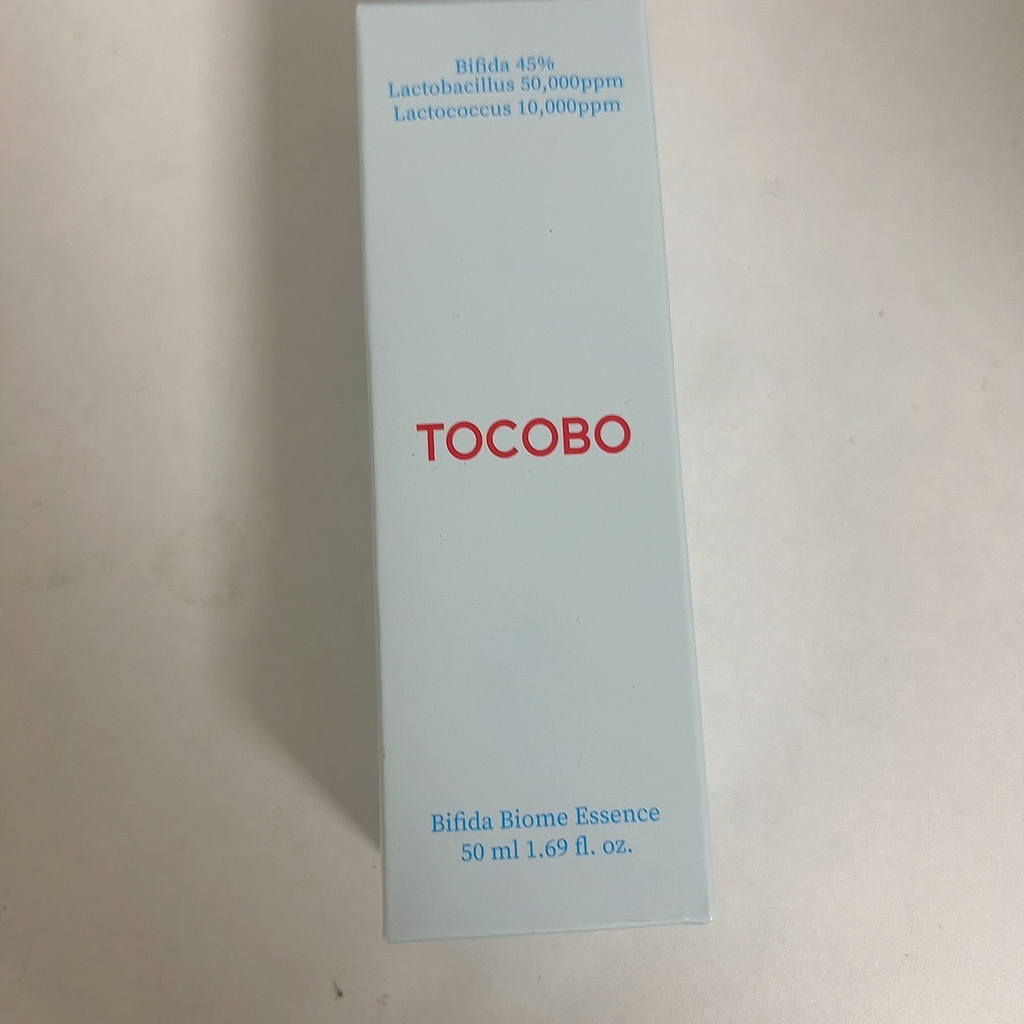 Bifida 45%
Lactobacillus 50,000ppm
Lactococcus 10,000ppm
TOCOBO
Bifida Biome Essence
50 ml 1.69 fl. oz.